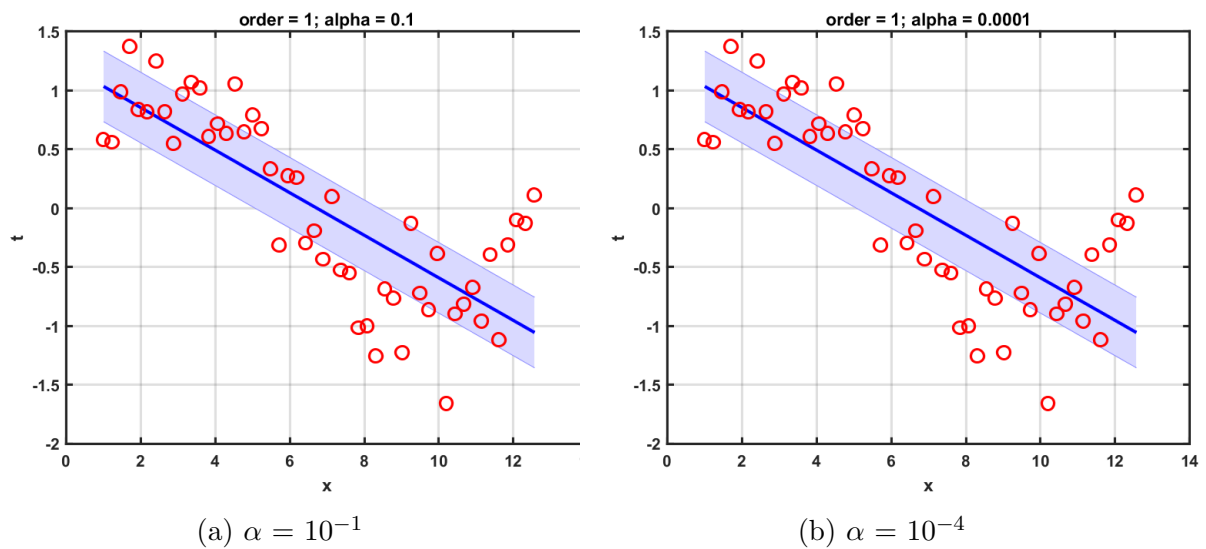 order = 1; alpha = 0.1
1.5
1
0.5
0
-0.5
-1
-1.5
-2
t
0 2 4 6 8 10 12
x
(a) α = 10⁻¹
order = 1; alpha = 0.0001
1.5
1
0.5
0
-0.5
-1
-1.5
-2
t
0 2 4 6 8 10 12 14
x
(b) α = 10⁻⁴